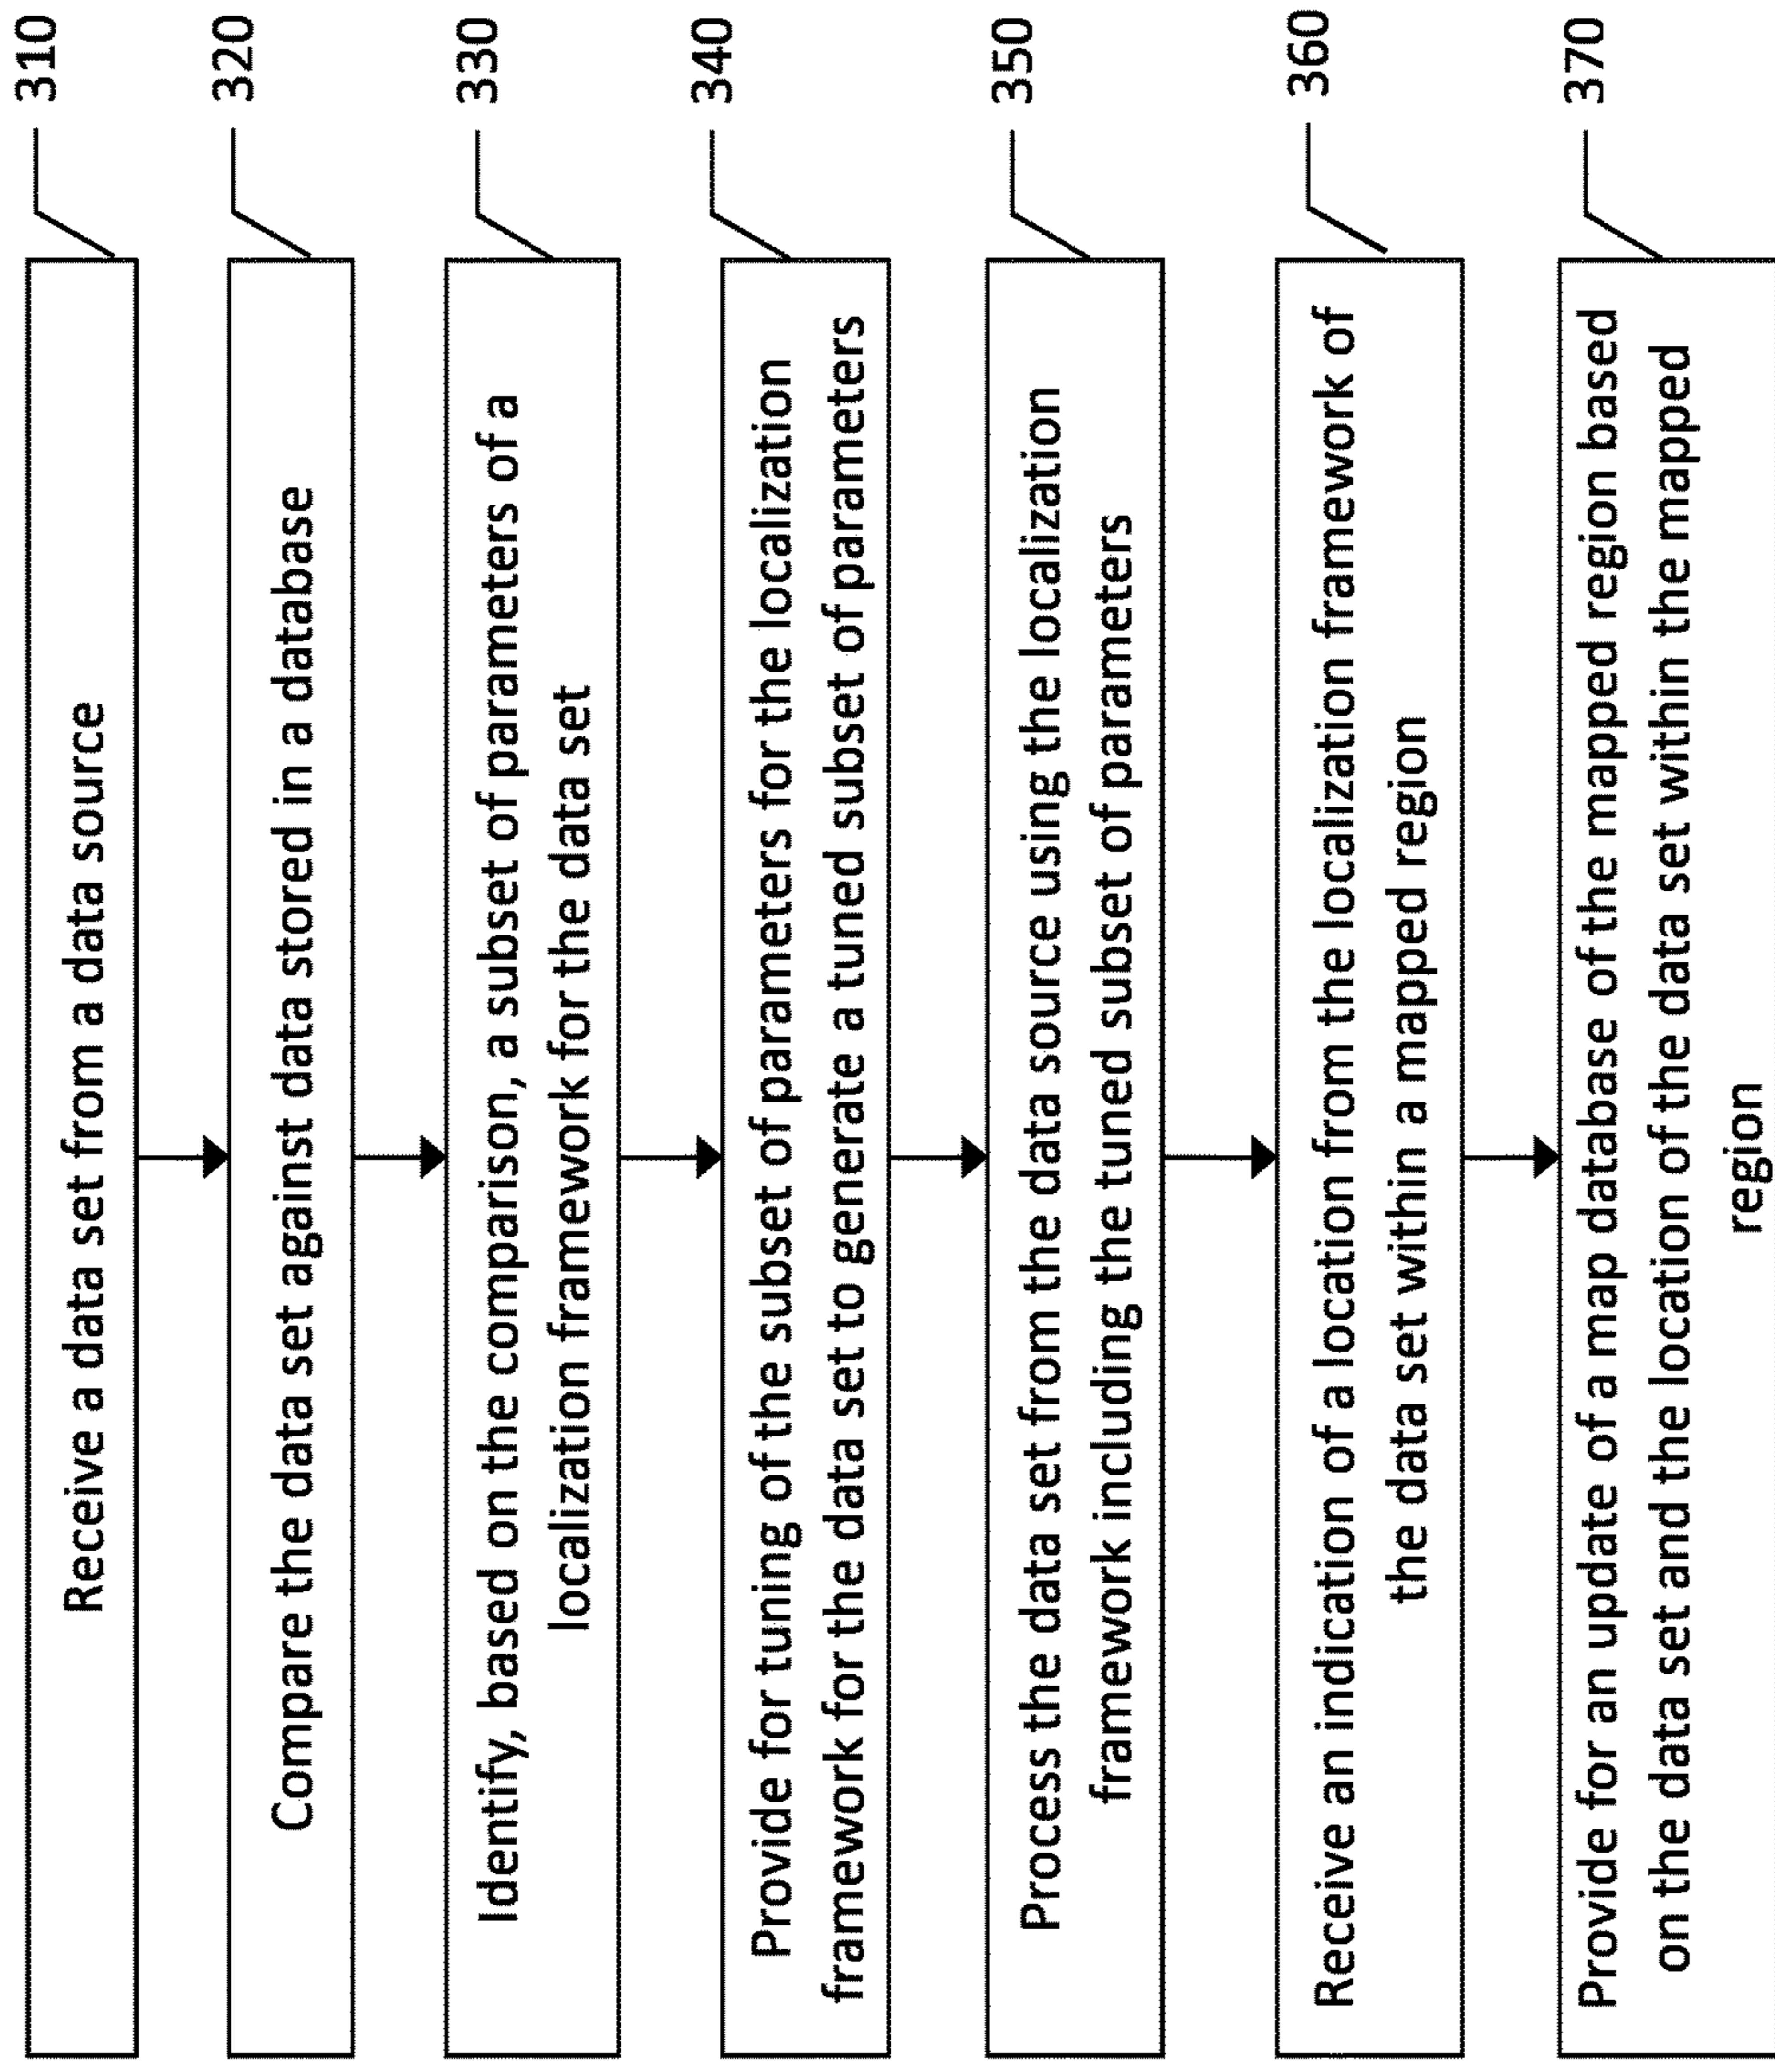 Receive a data set from a data source
310
Compare the data set against data stored in a database
320
Identify, based on the comparison, a subset of parameters of a
localization framework for the data set
330
Provide for tuning of the subset of parameters for the localization
framework for the data set to generate a tuned subset of parameters
340
Process the data set from the data source using the localization
framework including the tuned subset of parameters
350
Receive an indication of a location from the localization framework of
the data set within a mapped region
360
Provide for an update of a map database of the mapped region based
on the data set and the location of the data set within the mapped
region
370